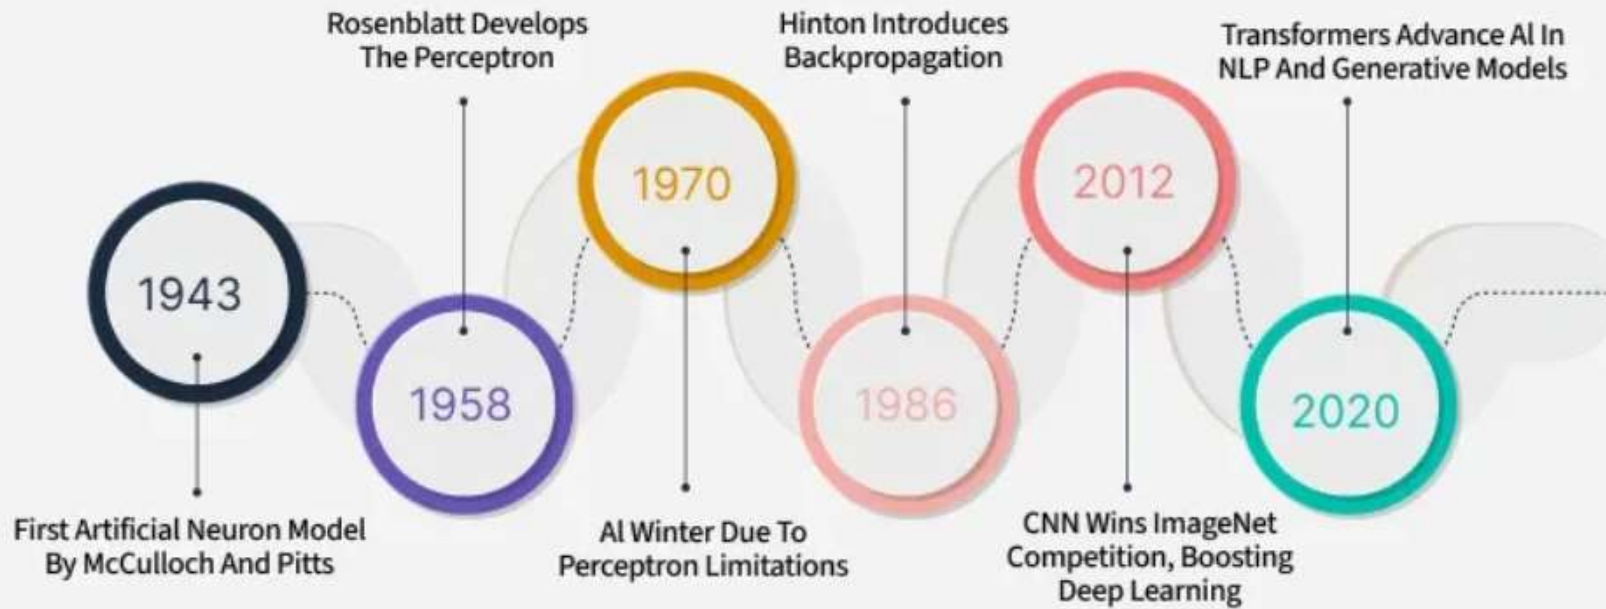 1943
First Artificial Neuron Model
By McCulloch And Pitts
Rosenblatt Develops
The Perceptron
1958
1970
AI Winter Due To
Perceptron Limitations
Hinton Introduces
Backpropagation
1986
2012
CNN Wins ImageNet
Competition, Boosting
Deep Learning
Transformers Advance AI In
NLP And Generative Models
2020